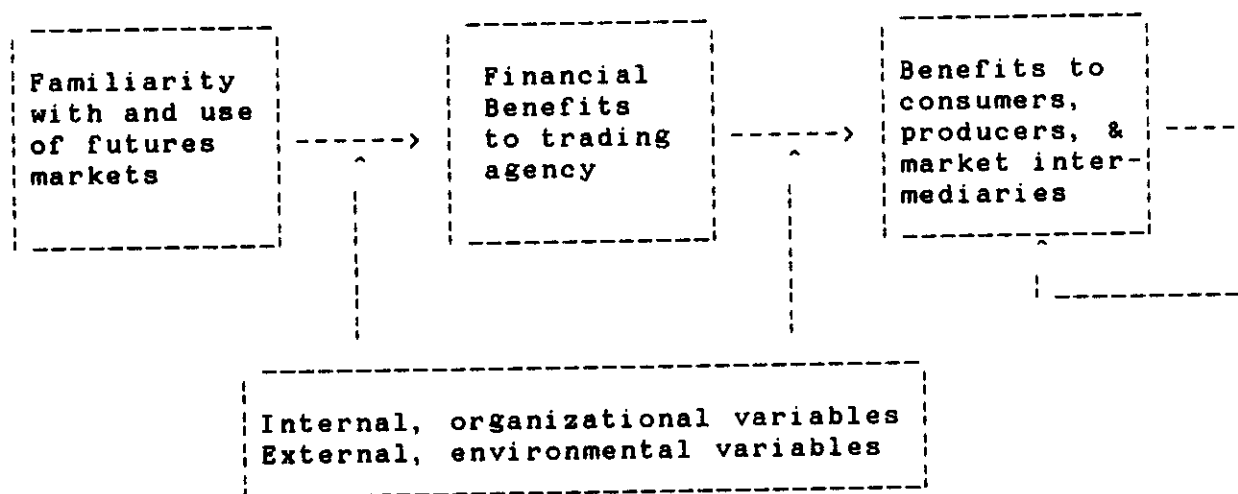 Familiarity
with and use
of futures
markets
Financial
Benefits
to trading
agency
Benefits to
consumers,
producers, &
market inter-
mediaries
Internal, organizational variables
External, environmental variables